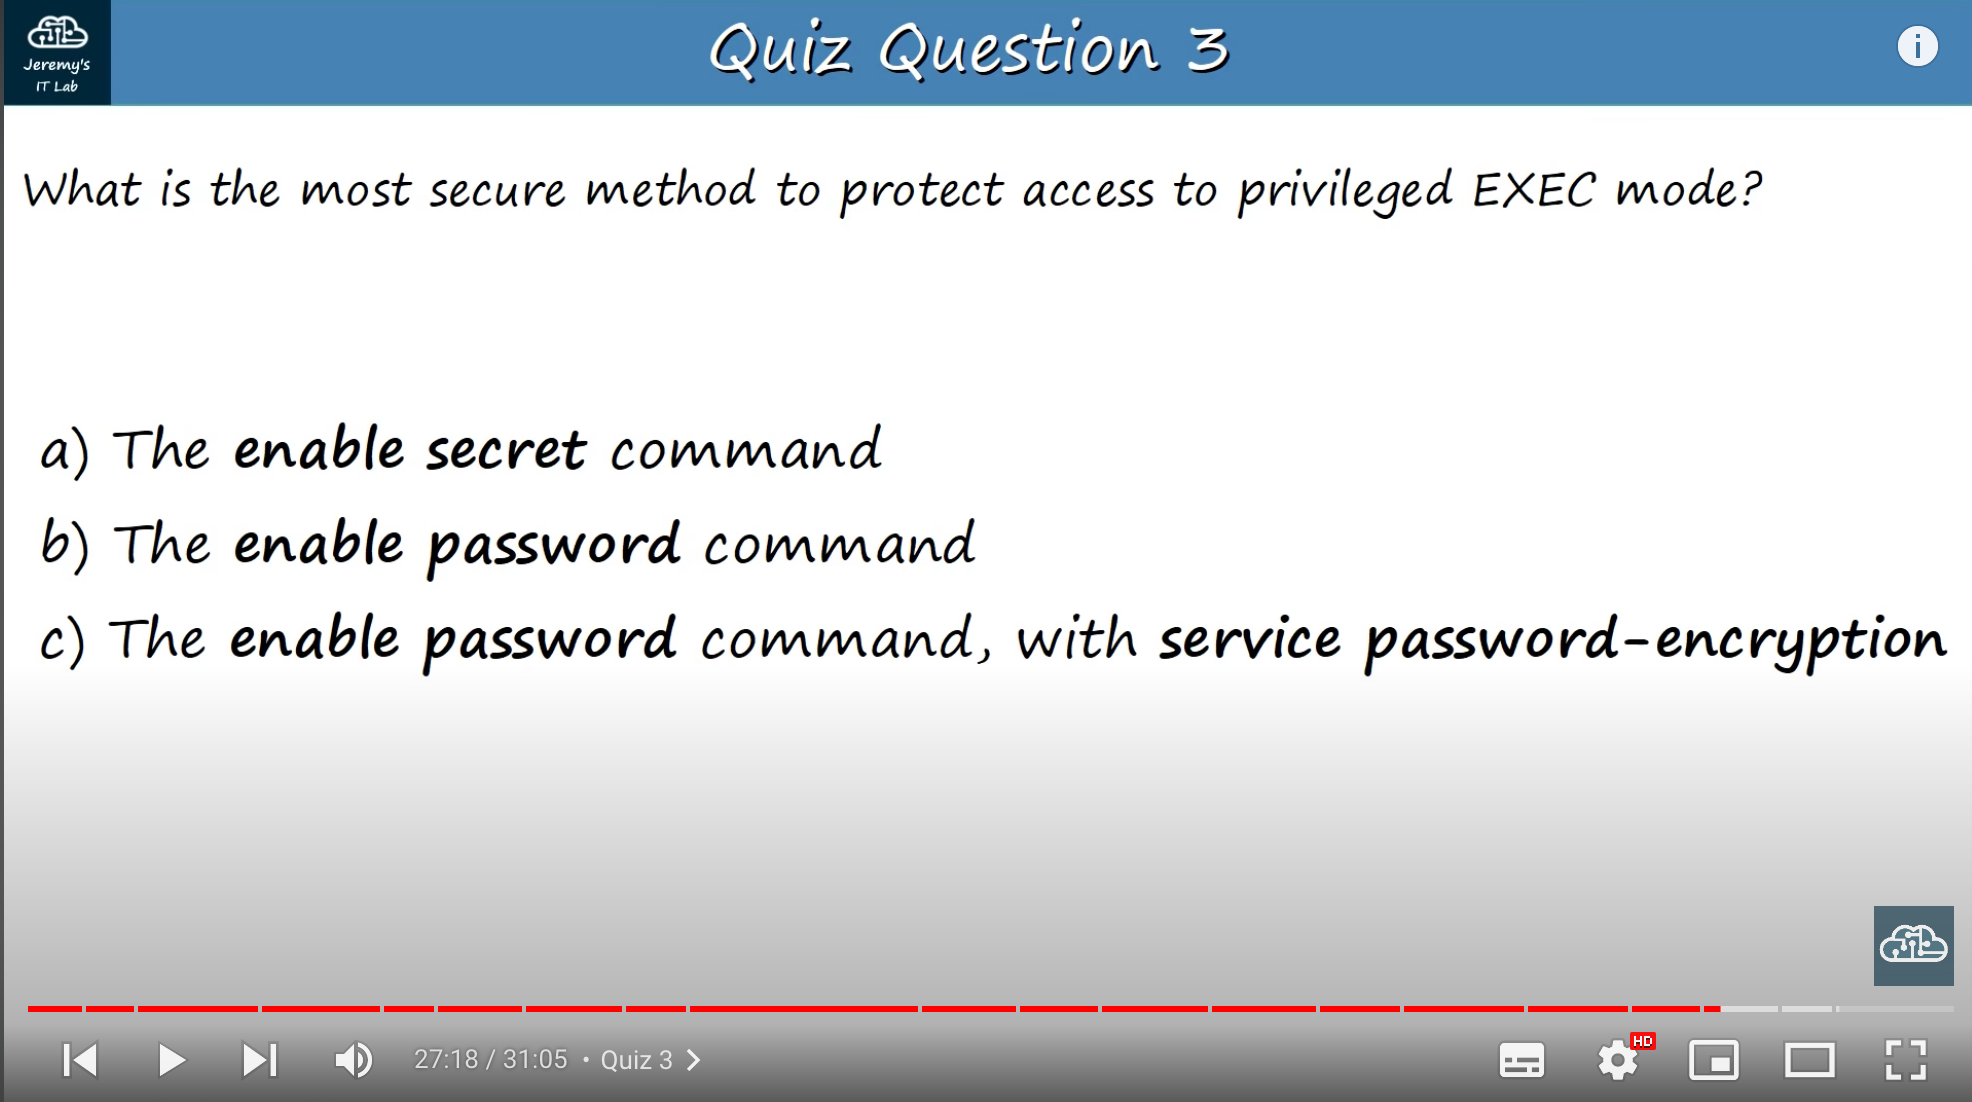 Jeremy's
IT Lab
Quiz Question 3
What is the most secure method to protect access to privileged EXEC mode?
a) The enable secret command
b) The enable password command
c) The enable password command, with service password-encryption
27:18 / 31:05 • Quiz 3
HD